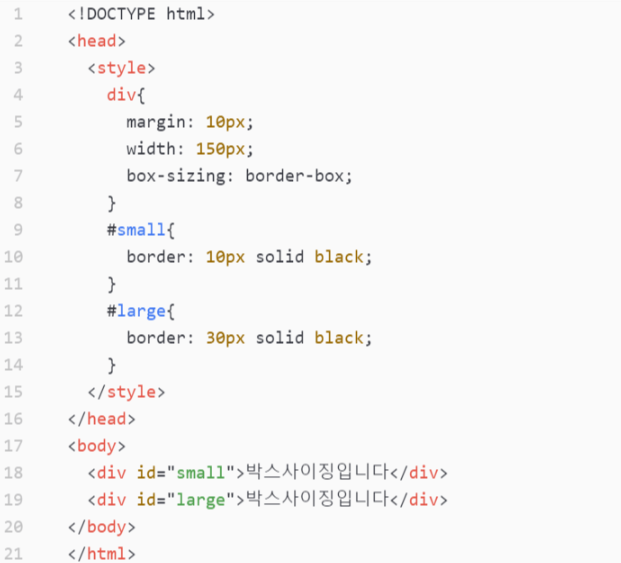 1 <!DOCTYPE html>
2 <head>
3 <style>
4 div{
5 margin: 10px;
6 width: 150px;
7 box-sizing: border-box;
8 }
9 #small{
10 border: 10px solid black;
11 }
12 #large{
13 border: 30px solid black;
14 }
15 </style>
16 </head>
17 <body>
18 <div id="small">박스사이징입니다</div>
19 <div id="large">박스사이징입니다</div>
20 </body>
21 </html>